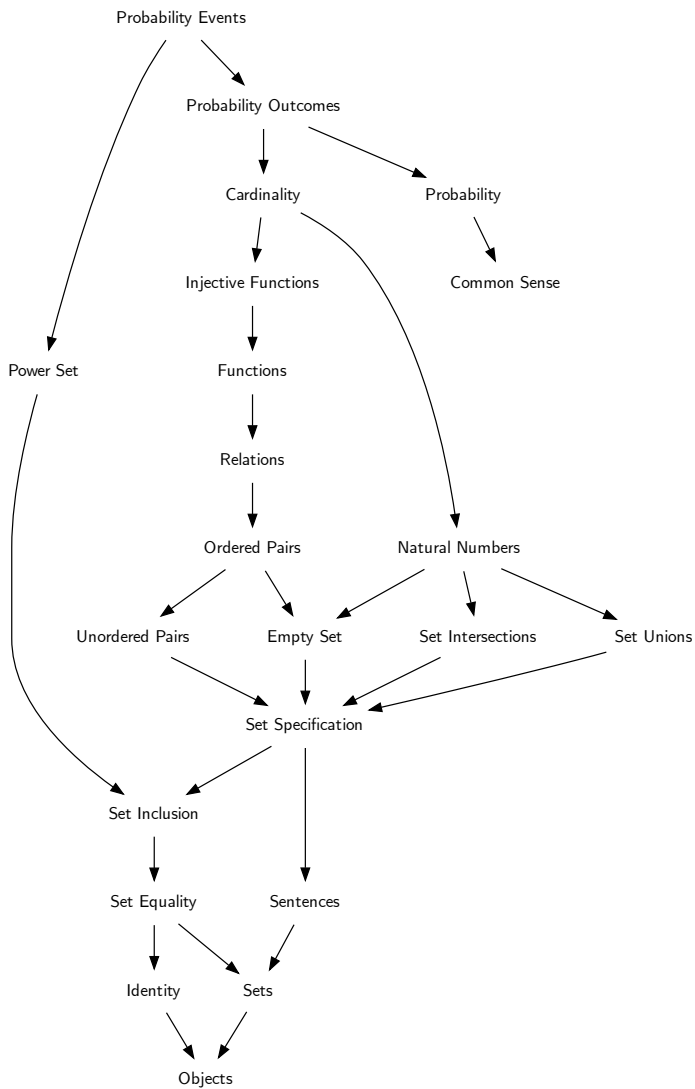 Probability Events
Probability Outcomes
Cardinality
Probability
Injective Functions
Common Sense
Power Set
Functions
Relations
Ordered Pairs
Natural Numbers
Unordered Pairs
Empty Set
Set Intersections
Set Unions
Set Specification
Set Inclusion
Set Equality
Sentences
Identity
Sets
Objects